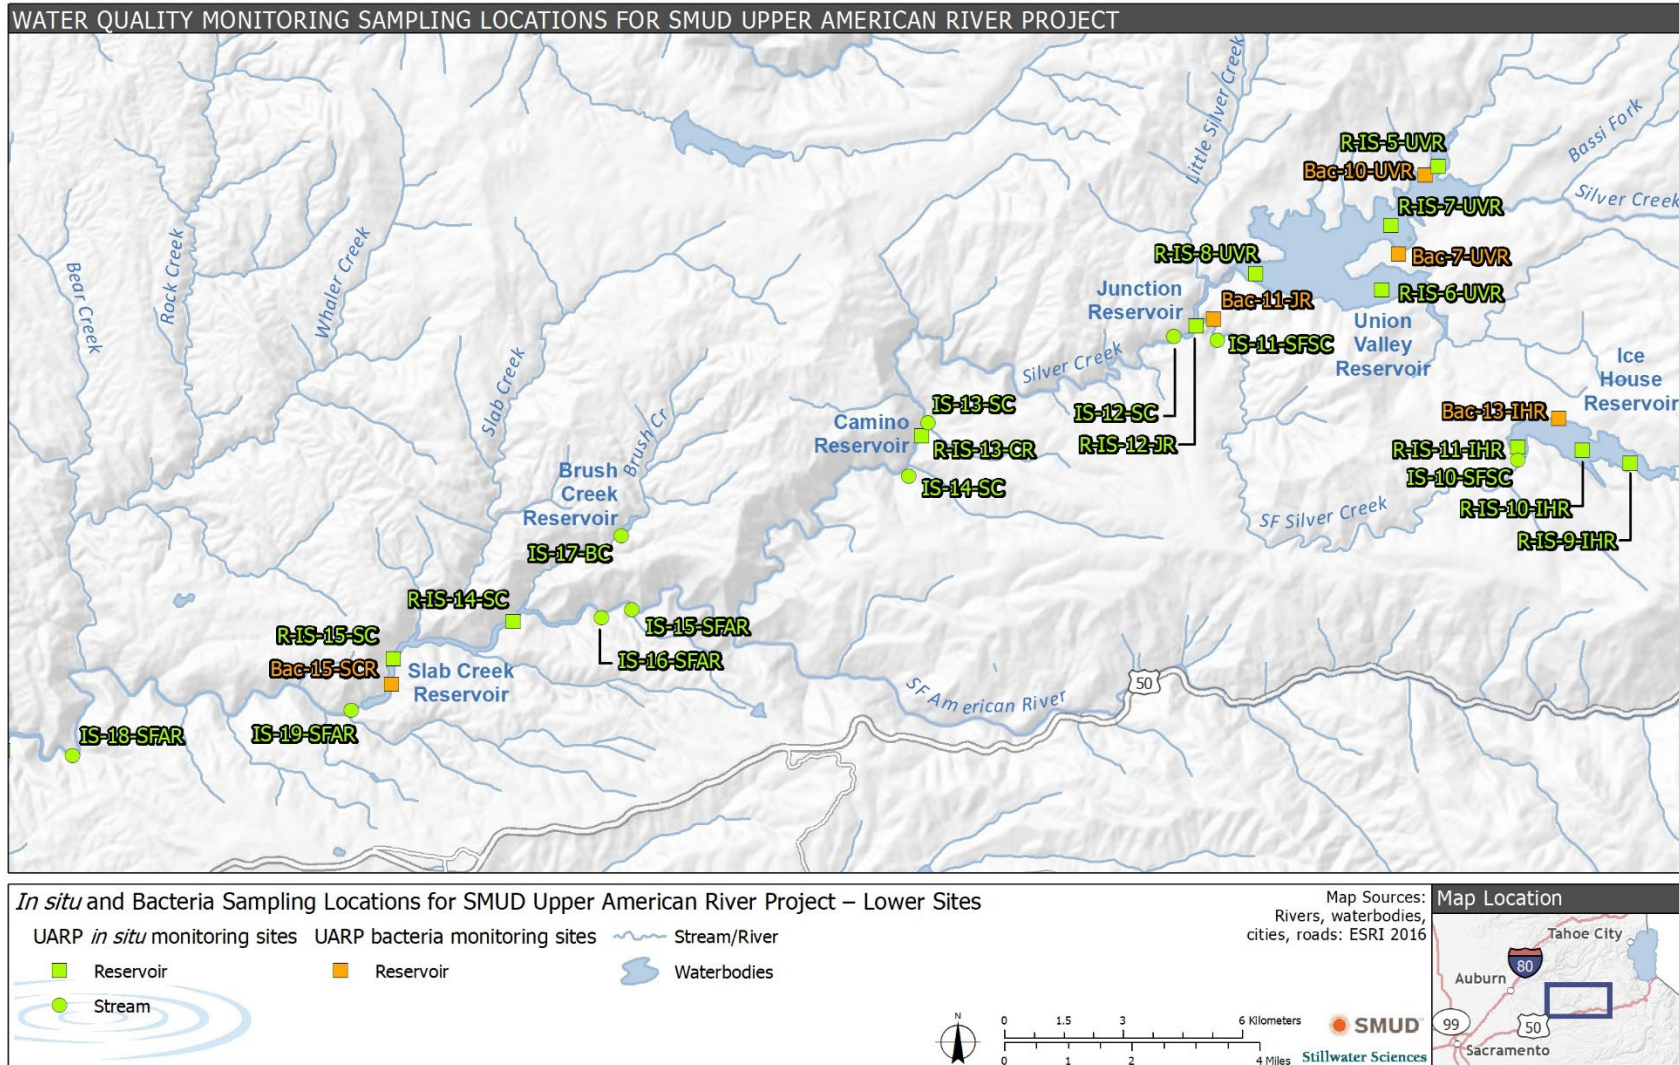 WATER QUALITY MONITORING SAMPLING LOCATIONS FOR SMUD UPPER AMERICAN RIVER PROJECT
Little Silver Creek
Bassi Fork
R-IS-5-UVR
Bac-10-UVR
Silver Creek
R-IS-7-UVR
Rock Creek
Whaler Creek
Bear Creek
R-IS-8-UVR
Bac-7-UVR
Junction
Reservoir
Bac-11-JR
R-IS-6-UVR
Union
Valley
Reservoir
IS-11-SFSC
Silver Creek
Ice
House
Reservoir
Slab Creek
IS-13-SC
IS-12-SC
Bac-13-IHR
Camino
Reservoir
R-IS-13-CR
R-IS-12-JR
R-IS-11-IHR
Brush Cr
Brush
Creek
Reservoir
IS-14-SC
IS-10-SFSC
SF Silver Creek
R-IS-10-IHR
R-IS-9-IHR
IS-17-BC
R-IS-14-SC
IS-15-SFAR
R-IS-15-SC
IS-16-SFAR
Bac-15-SCR
Slab Creek
Reservoir
SF American River
50
IS-18-SFAR
IS-19-SFAR
In situ and Bacteria Sampling Locations for SMUD Upper American River Project – Lower Sites
UARP in situ monitoring sites
Reservoir
Stream
UARP bacteria monitoring sites
Reservoir
Stream/River
Waterbodies
Map Sources:
Rivers, waterbodies,
cities, roads: ESRI 2016
N
0 1.5 3 6 Kilometers
0 1 2 4 Miles
SMUD
Stillwater Sciences
Map Location
Tahoe City
80
Auburn
99
50
Sacramento